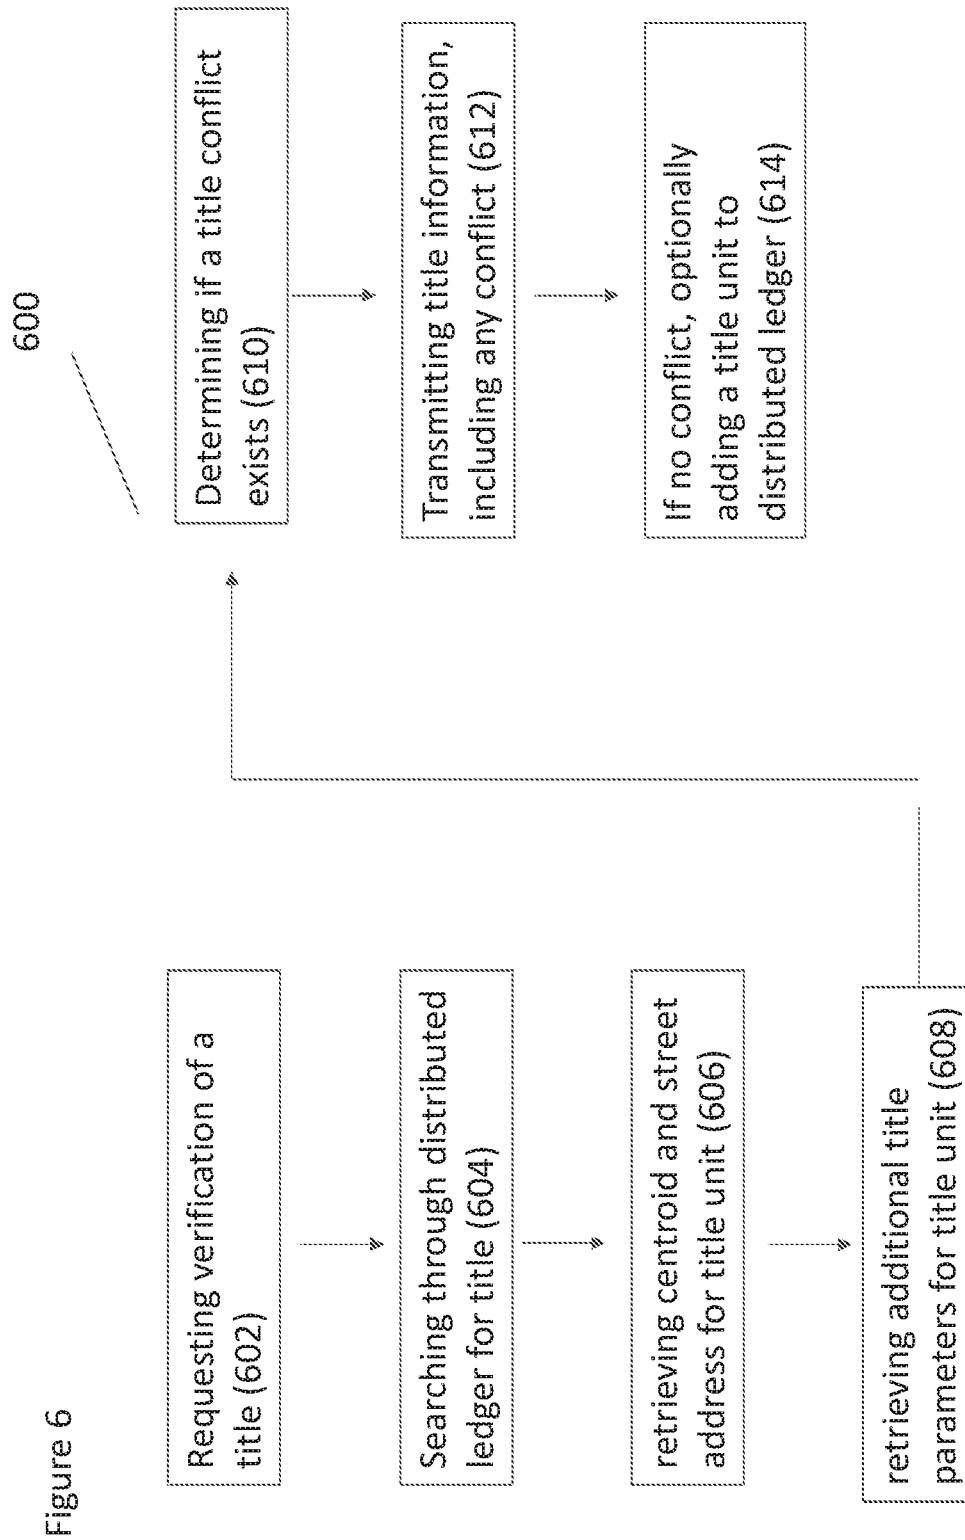 Figure 6
600
Requesting verification of a
title (602)
Searching through distributed
ledger for title (604)
retrieving centroid and street
address for title unit (606)
retrieving additional title
parameters for title unit (608)
Determining if a title conflict
exists (610)
Transmitting title information,
including any conflict (612)
If no conflict, optionally
adding a title unit to
distributed ledger (614)